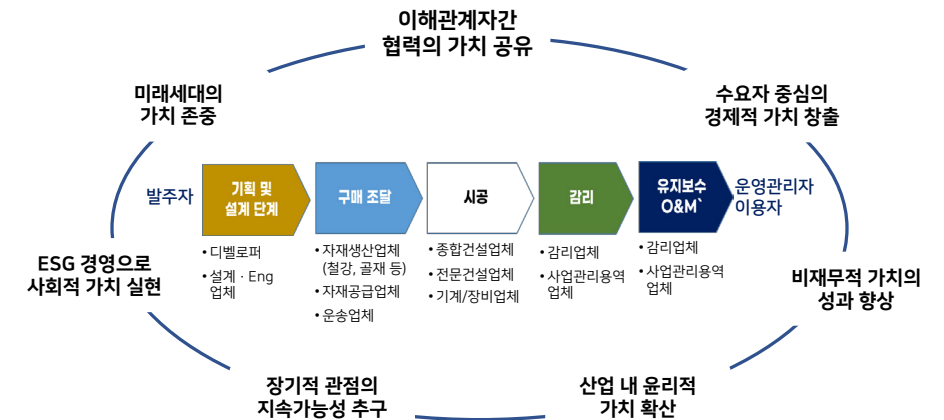 이해관계자간
협력의 가치 공유
미래세대의
가치 존중
수요자 중심의
경제적 가치 창출
발주자
기획 및
설계 단계
구매 조달
시공
감리
유지보수
O&M`
운영관리자
이용자
• 디벨로퍼
• 설계 · Eng
업체
• 자재생산업체
(철강, 골재 등)
• 자재공급업체
• 운송업체
• 종합건설업체
• 전문건설업체
• 기계/장비업체
• 감리업체
• 사업관리용역
업체
• 감리업체
• 사업관리용역
업체
ESG 경영으로
사회적 가치 실현
비재무적 가치의
성과 향상
장기적 관점의
지속가능성 추구
산업 내 윤리적
가치 확산